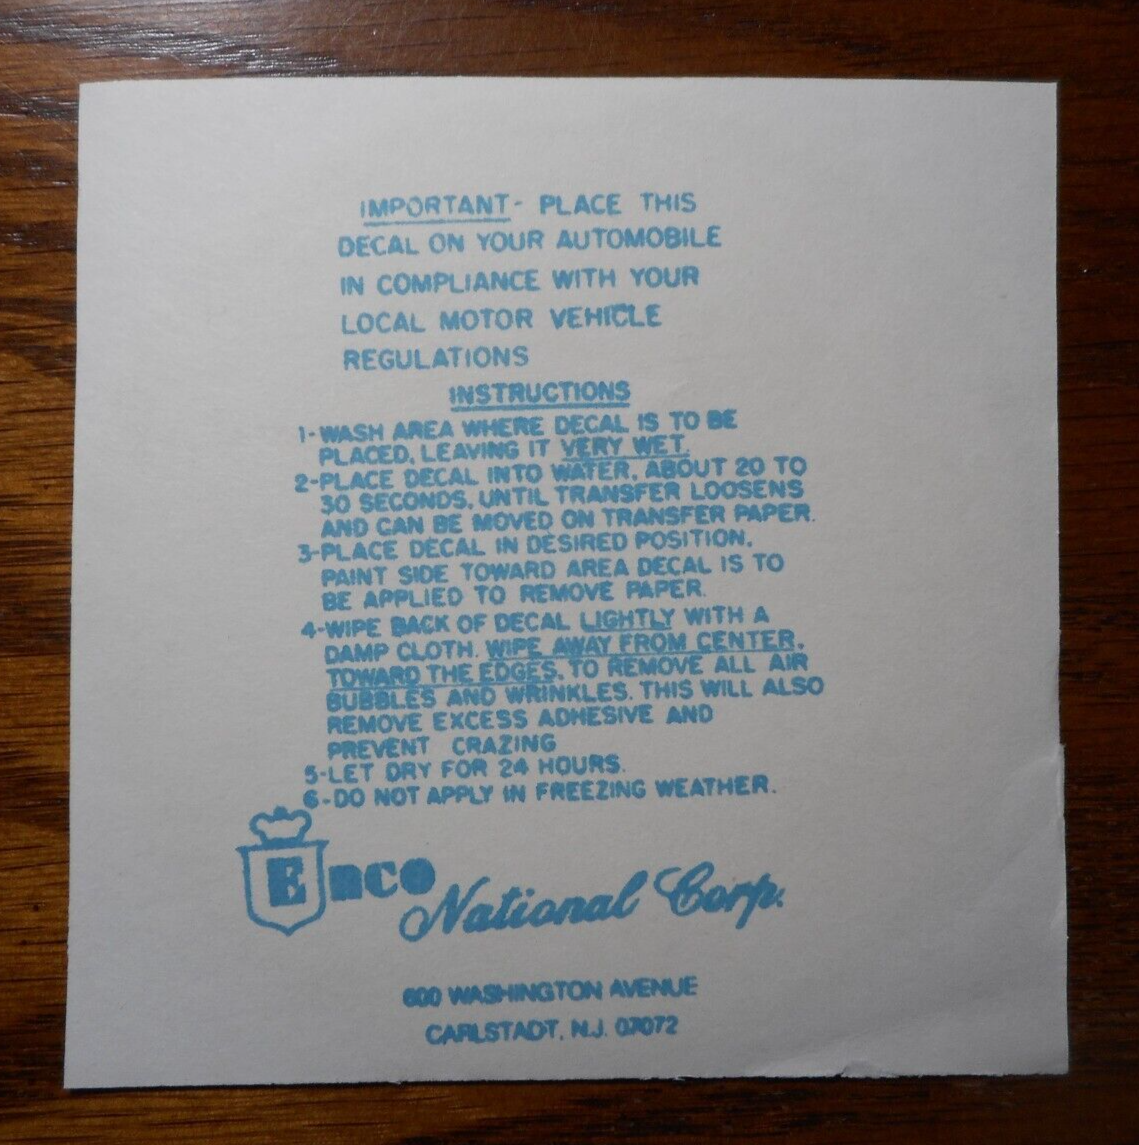 IMPORTANT- PLACE THIS
DECAL ON YOUR AUTOMOBILE
IN COMPLIANCE WITH YOUR
LOCAL MOTOR VEHICLE
REGULATIONS
INSTRUCTIONS
1-WASH AREA WHERE DECAL IS TO BE
PLACED, LEAVING IT VERY WET.
2-PLACE DECAL INTO WATER, ABOUT 20 TO
30 SECONDS, UNTIL TRANSFER LOOSENS
AND CAN BE MOVED ON TRANSFER PAPER.
3-PLACE DECAL IN DESIRED POSITION,
PAINT SIDE TOWARD AREA DECAL IS TO
BE APPLIED TO REMOVE PAPER.
4-WIPE BACK OF DECAL LIGHTLY WITH A
DAMP CLOTH. WIPE AWAY FROM CENTER,
TOWARD THE EDGES, TO REMOVE ALL AIR
BUBBLES AND WRINKLES. THIS WILL ALSO
REMOVE EXCESS ADHESIVE AND
PREVENT CRAZING
5-LET DRY FOR 24 HOURS.
6-DO NOT APPLY IN FREEZING WEATHER.
Enco National Corp.
600 WASHINGTON AVENUE
CARLSTADT, N.J. 07072